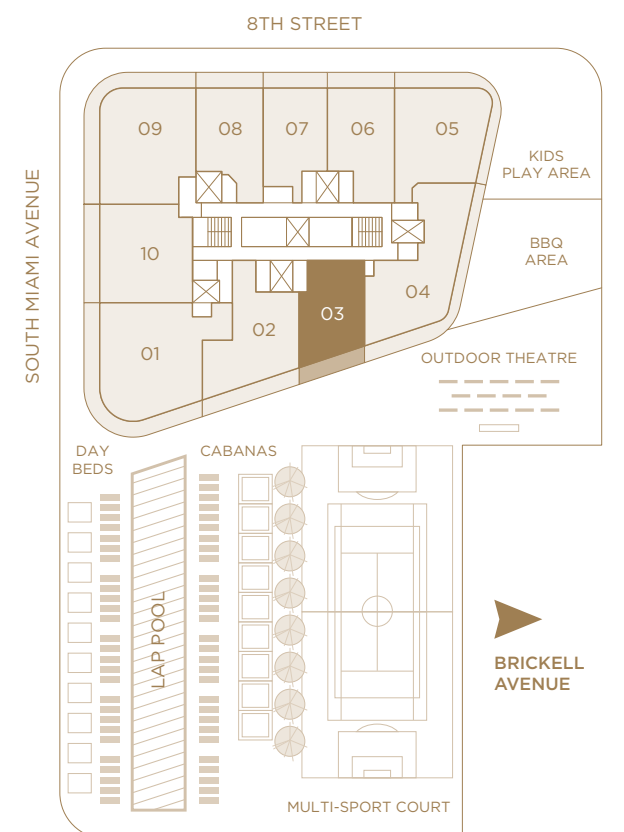 8TH STREET
09
08
07
06
05
KIDS
PLAY AREA
SOUTH MIAMI AVENUE
10
BBQ
AREA
04
03
02
01
OUTDOOR THEATRE
DAY
BEDS
CABANAS
LAP POOL
BRICKELL
AVENUE
MULTI-SPORT COURT